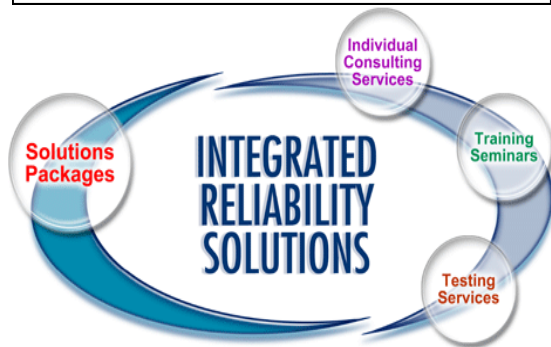 Individual
Consulting
Services
Solutions
Packages
INTEGRATED
RELIABILITY
SOLUTIONS
Training
Seminars
Testing
Services